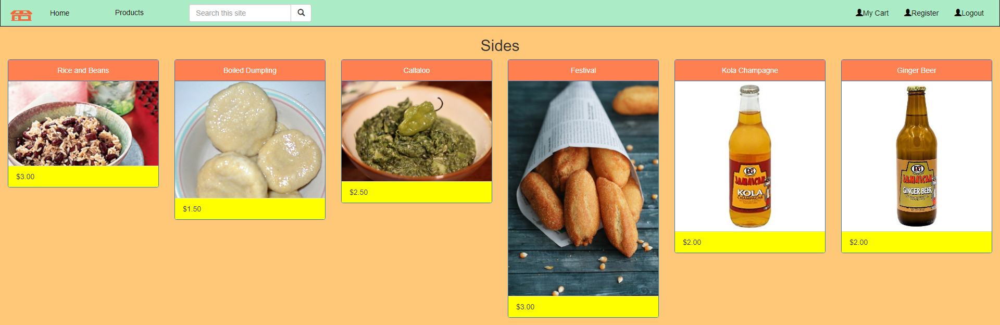 Home
Products
Search this site
My Cart
Register
Logout
Sides
Rice and Beans
Boiled Dumpling
Callaloo
Festival
Kola Champagne
Ginger Beer
DG
JAMAICAN
KOLA
CHAMPAGNE
DG
JAMAICAN
GINGER BEER
$3.00
$1.50
$2.50
$3.00
$2.00
$2.00